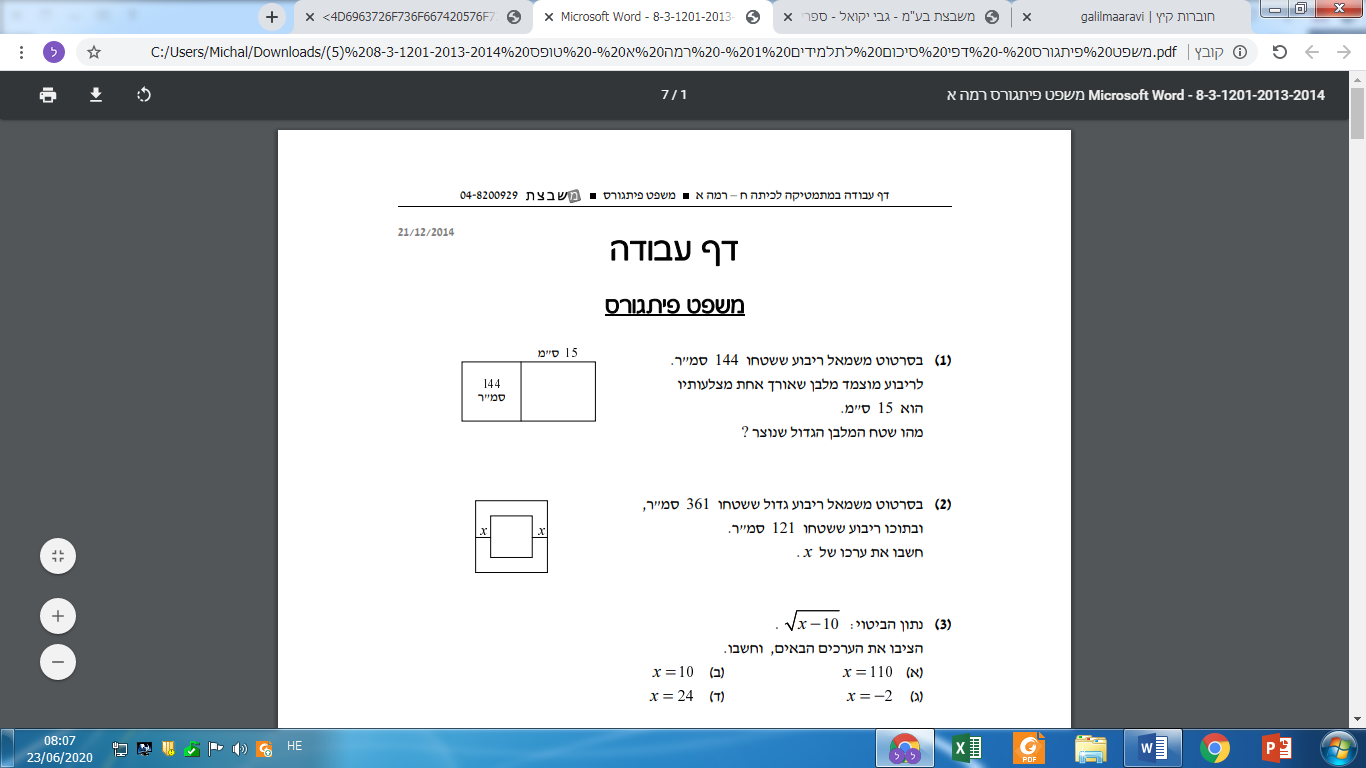 <4D6963726F736F667420576F7
Microsoft Word - 8-3-1201-2013-
משבצת בע"מ - גבי יקואל - ספרי
חוברות קיץ | galilmaaravi
C:/Users/Michal/Downloads/(5)%208-3-1201-2013-2014%20משפט%20פיתגורס%20-%20דפי%20סיכום%20לתלמידים%201%20-%20רמה%20א%20-%20טופס.pdf
קובץ
ל
7 / 1
Microsoft Word - 8-3-1201-2013-2014 משפט פיתגורס רמה א
דף עבודה במתמטיקה לכיתה ח – רמה א ■ משפט פיתגורס ■ משבצת 04-8200929
21/12/2014
דף עבודה
משפט פיתגורס
(1) בסרטוט משמאל ריבוע ששטחו 144 סמ״ר.
לריבוע מוצמד מלבן שאורך אחת מצלעותיו
הוא 15 ס״מ.
מהו שטח המלבן הגדול שנוצר ?
15 ס״מ
144
סמ״ר
(2) בסרטוט משמאל ריבוע גדול ששטחו 361 סמ״ר,
ובתוכו ריבוע ששטחו 121 סמ״ר.
חשבו את ערכו של x .
x x
(3) נתון הביטוי: √x−10 .
הציבו את הערכים הבאים, וחשבו.
(א) x = 110 (ב) x = 10
(ג) x = −2 (ד) x = 24
08:07
23/06/2020
HE